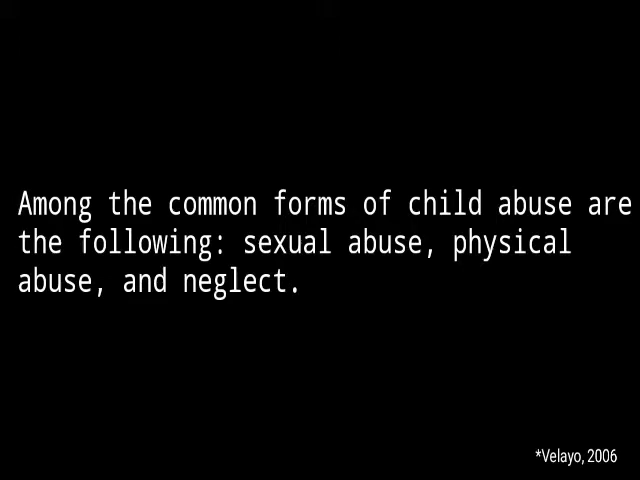 Among the common forms of child abuse are
the following: sexual abuse, physical
abuse, and neglect.
*Velayo, 2006